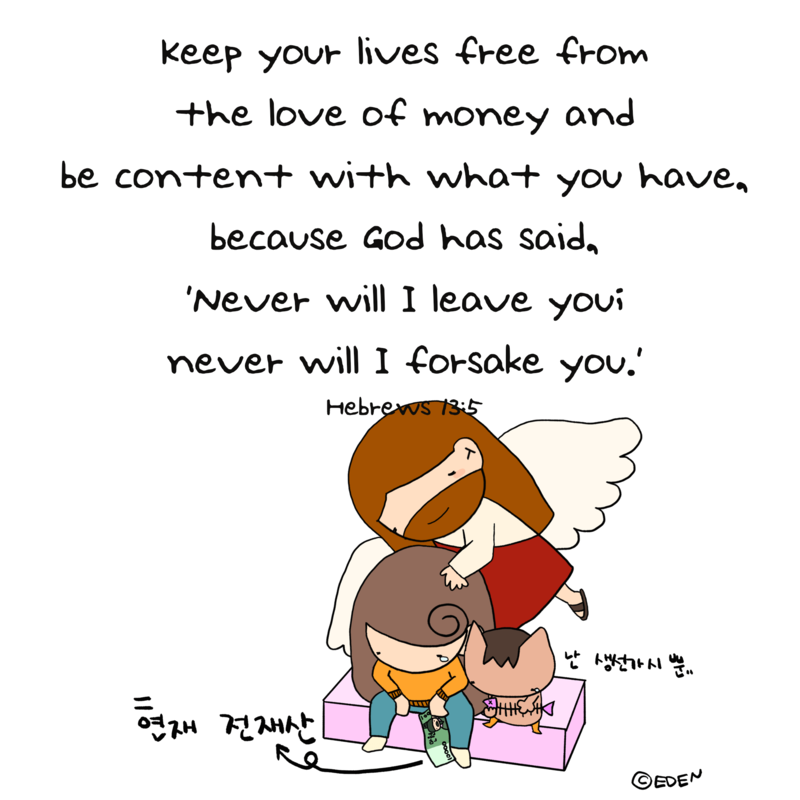 keep your lives free from
the love of money and
be content with what you have,
because God has said,
'Never will I leave you;
never will I forsake you.'
Hebrews 13:5
난 생선가시 뿐..
현재 전재산
©EDEN